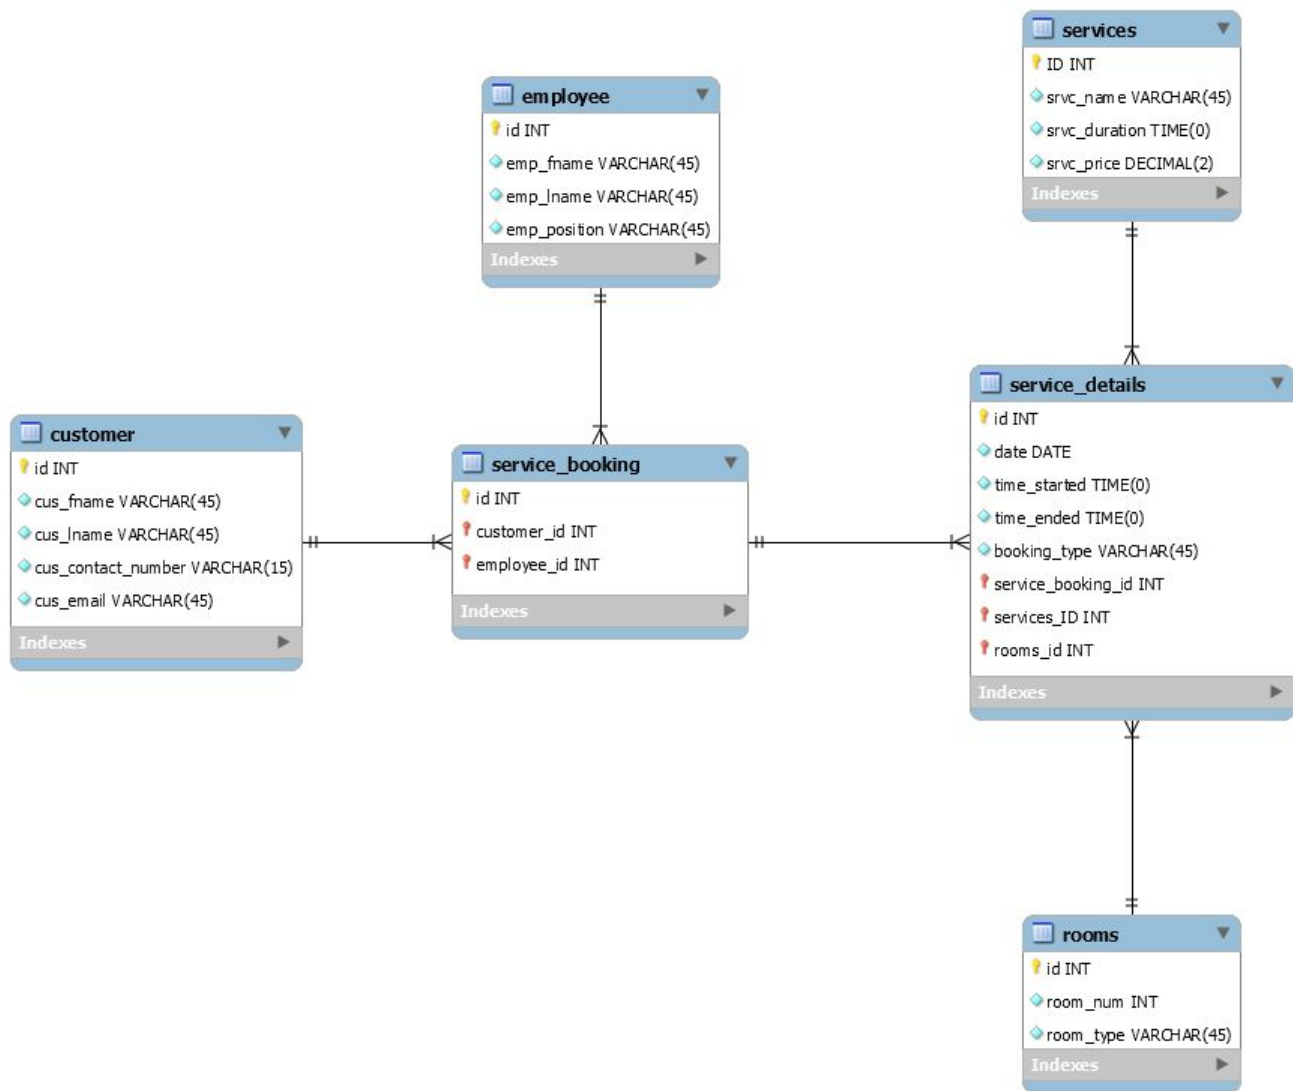 services
ID INT
srvc_name VARCHAR(45)
srvc_duration TIME(0)
srvc_price DECIMAL(2)
Indexes
employee
id INT
emp_fname VARCHAR(45)
emp_lname VARCHAR(45)
emp_position VARCHAR(45)
Indexes
customer
id INT
cus_fname VARCHAR(45)
cus_lname VARCHAR(45)
cus_contact_number VARCHAR(15)
cus_email VARCHAR(45)
Indexes
service_booking
id INT
customer_id INT
employee_id INT
Indexes
service_details
id INT
date DATE
time_started TIME(0)
time_ended TIME(0)
booking_type VARCHAR(45)
service_booking_id INT
services_ID INT
rooms_id INT
Indexes
rooms
id INT
room_num INT
room_type VARCHAR(45)
Indexes